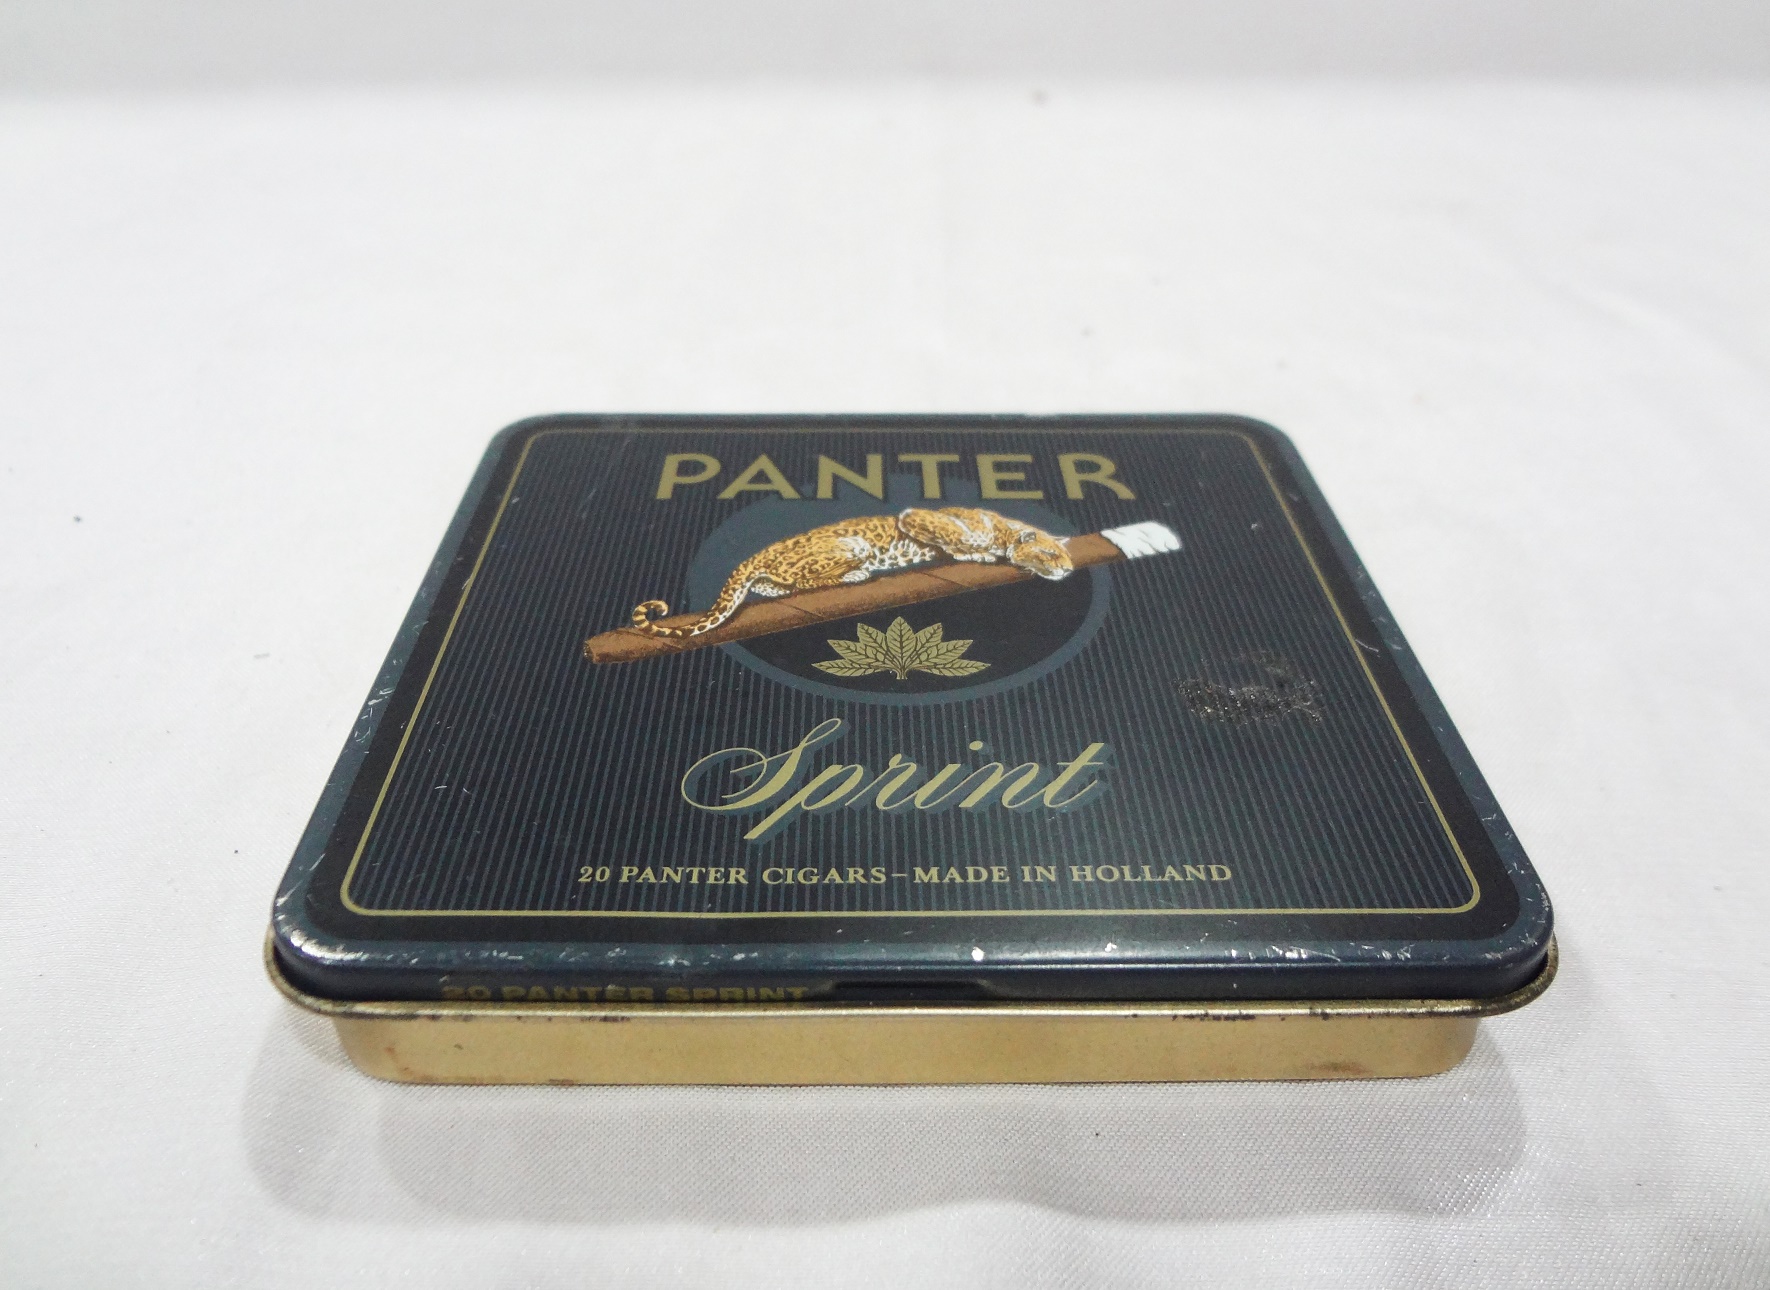 PANTER
Sprint
20 PANTER CIGARS–MADE IN HOLLAND
20 PANTER SPRINT